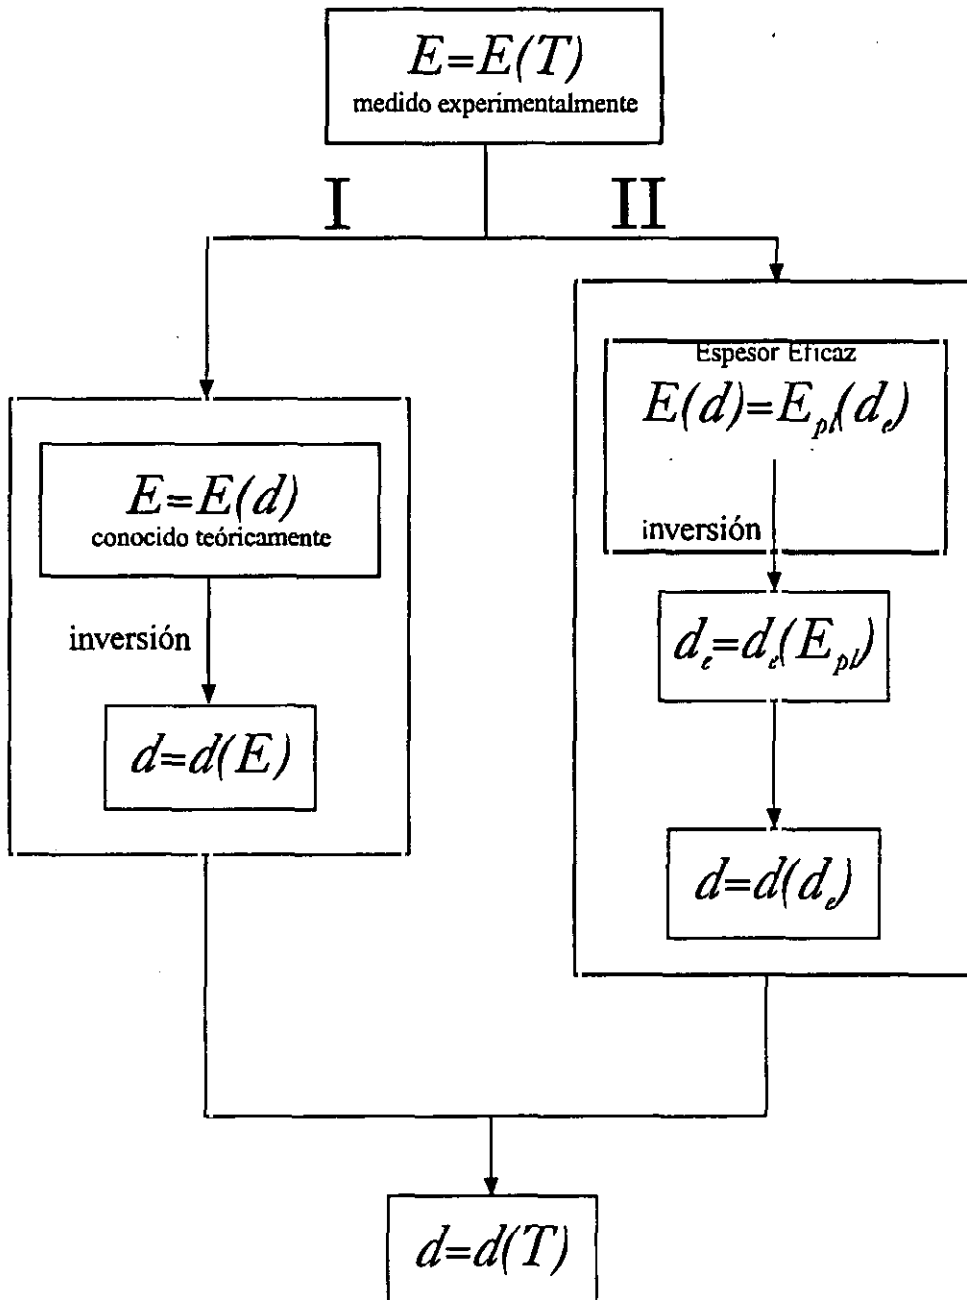 E=E(T)
medido experimentalmente
I
II
E=E(d)
conocido teóricamente
inversión
d=d(E)
Espesor Eficaz
E(d)=E_pl(d_e)
inversión
d_e=d_e(E_pl)
d=d(d_e)
d=d(T)